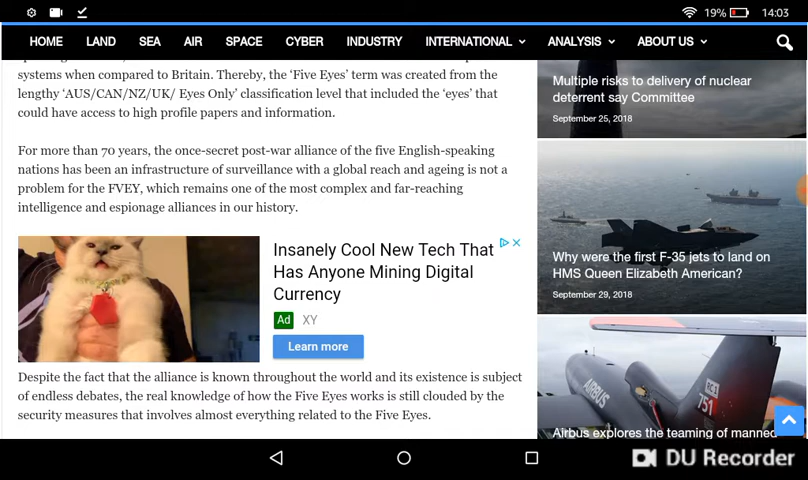 19% 14:03
HOME LAND SEA AIR SPACE CYBER INDUSTRY INTERNATIONAL ANALYSIS ABOUT US
systems when compared to Britain. Thereby, the ‘Five Eyes’ term was created from the
lengthy ‘AUS/CAN/NZ/UK/ Eyes Only’ classification level that included the ‘eyes’ that
could have access to high profile papers and information.
For more than 70 years, the once-secret post-war alliance of the five English-speaking
nations has been an infrastructure of surveillance with a global reach and ageing is not a
problem for the FVEY, which remains one of the most complex and far-reaching
intelligence and espionage alliances in our history.
Insanely Cool New Tech That
Has Anyone Mining Digital
Currency
Ad XY
Learn more
Despite the fact that the alliance is known throughout the world and its existence is subject
of endless debates, the real knowledge of how the Five Eyes works is still clouded by the
security measures that involves almost everything related to the Five Eyes.
Multiple risks to delivery of nuclear
deterrent say Committee
September 25, 2018
Why were the first F-35 jets to land on
HMS Queen Elizabeth American?
September 29, 2018
AIRBUS
751
Airbus explores the teaming of manned
DU Recorder